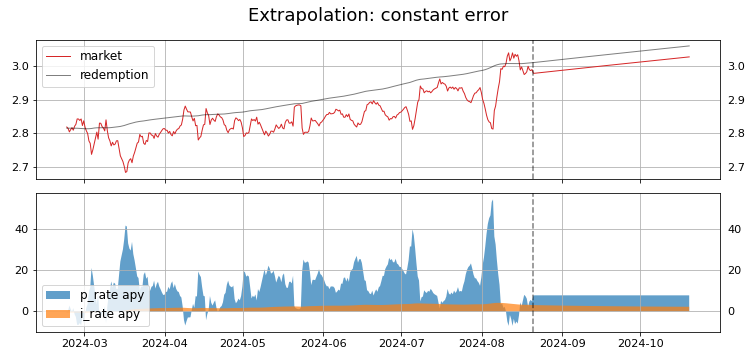 Extrapolation: constant error
market
redemption
3.0 3.0
2.9 2.9
2.8 2.8
2.7 2.7
40 40
20 20
p_rate apy
0 i_rate apy 0
2024-03 2024-04 2024-05 2024-06 2024-07 2024-08 2024-09 2024-10